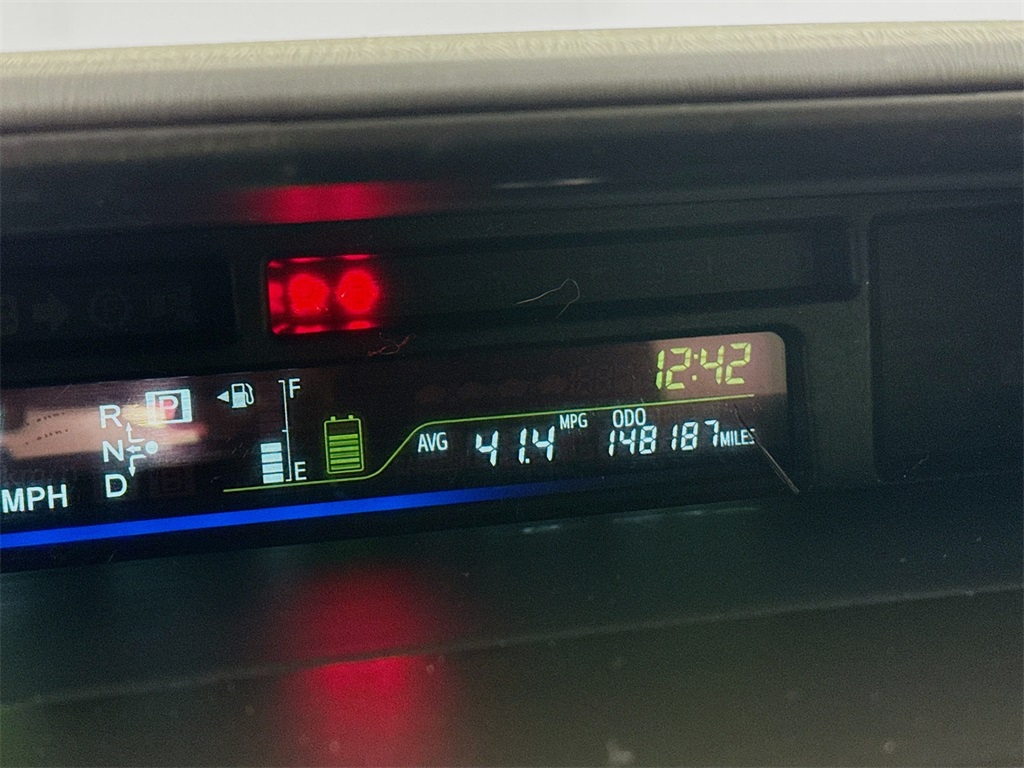 12:42
R P F
AVG 41.4 MPG ODO 148187 MILES
N
MPH D E